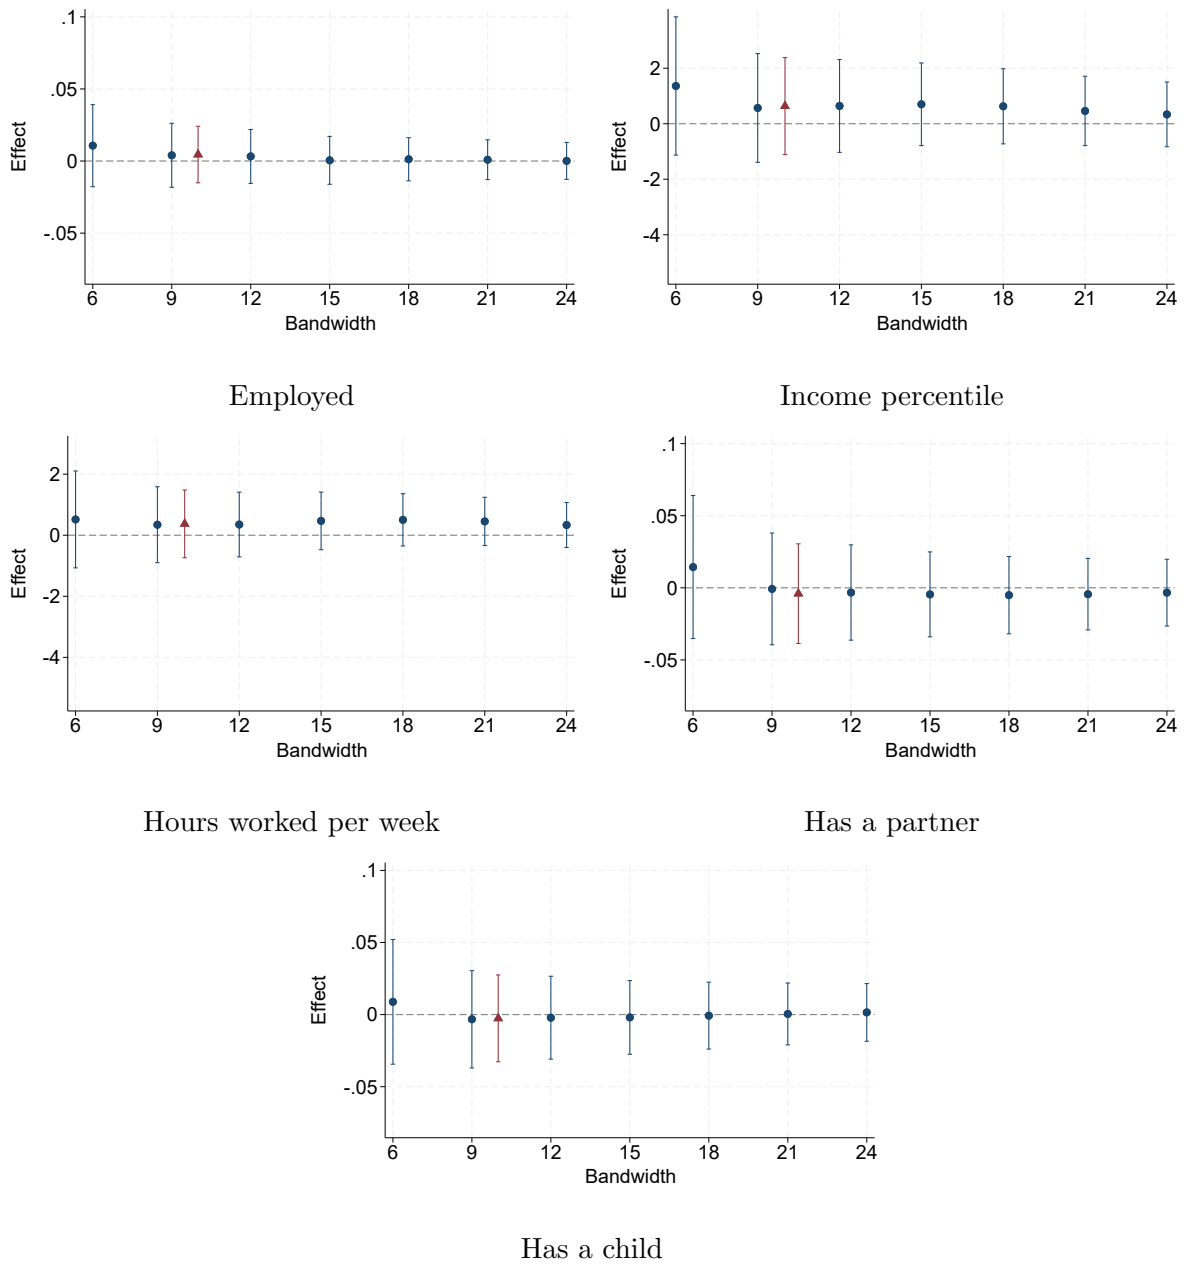 .1
.05
0
-.05
Effect
6 9 12 15 18 21 24
Bandwidth
Employed
2
0
-2
-4
Effect
6 9 12 15 18 21 24
Bandwidth
Income percentile
2
0
-2
-4
Effect
6 9 12 15 18 21 24
Bandwidth
Hours worked per week
.1
.05
0
-.05
Effect
6 9 12 15 18 21 24
Bandwidth
Has a partner
.1
.05
0
-.05
Effect
6 9 12 15 18 21 24
Bandwidth
Has a child